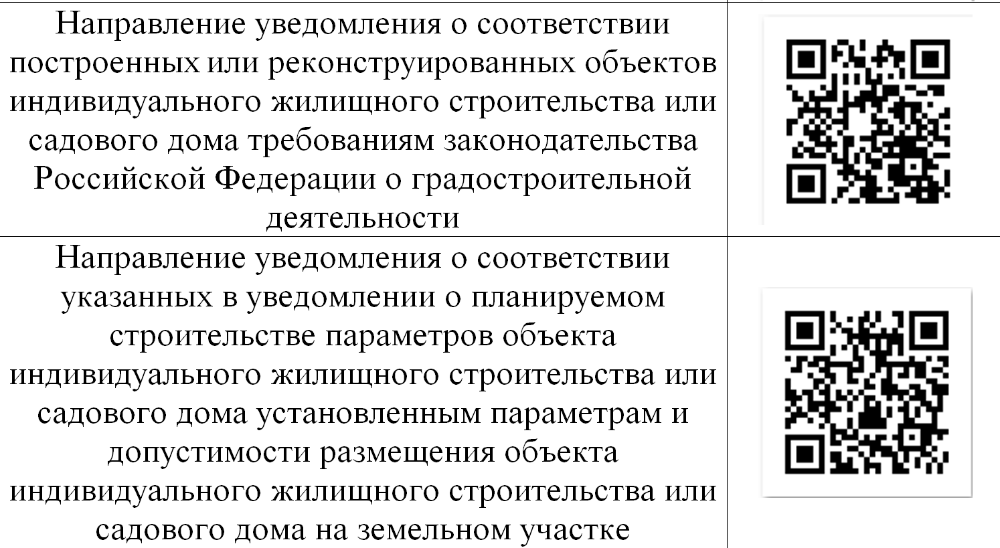 Направление уведомления о соответствии
построенных или реконструированных объектов
индивидуального жилищного строительства или
садового дома требованиям законодательства
Российской Федерации о градостроительной
деятельности
Направление уведомления о соответствии
указанных в уведомлении о планируемом
строительстве параметров объекта
индивидуального жилищного строительства или
садового дома установленным параметрам и
допустимости размещения объекта
индивидуального жилищного строительства или
садового дома на земельном участке